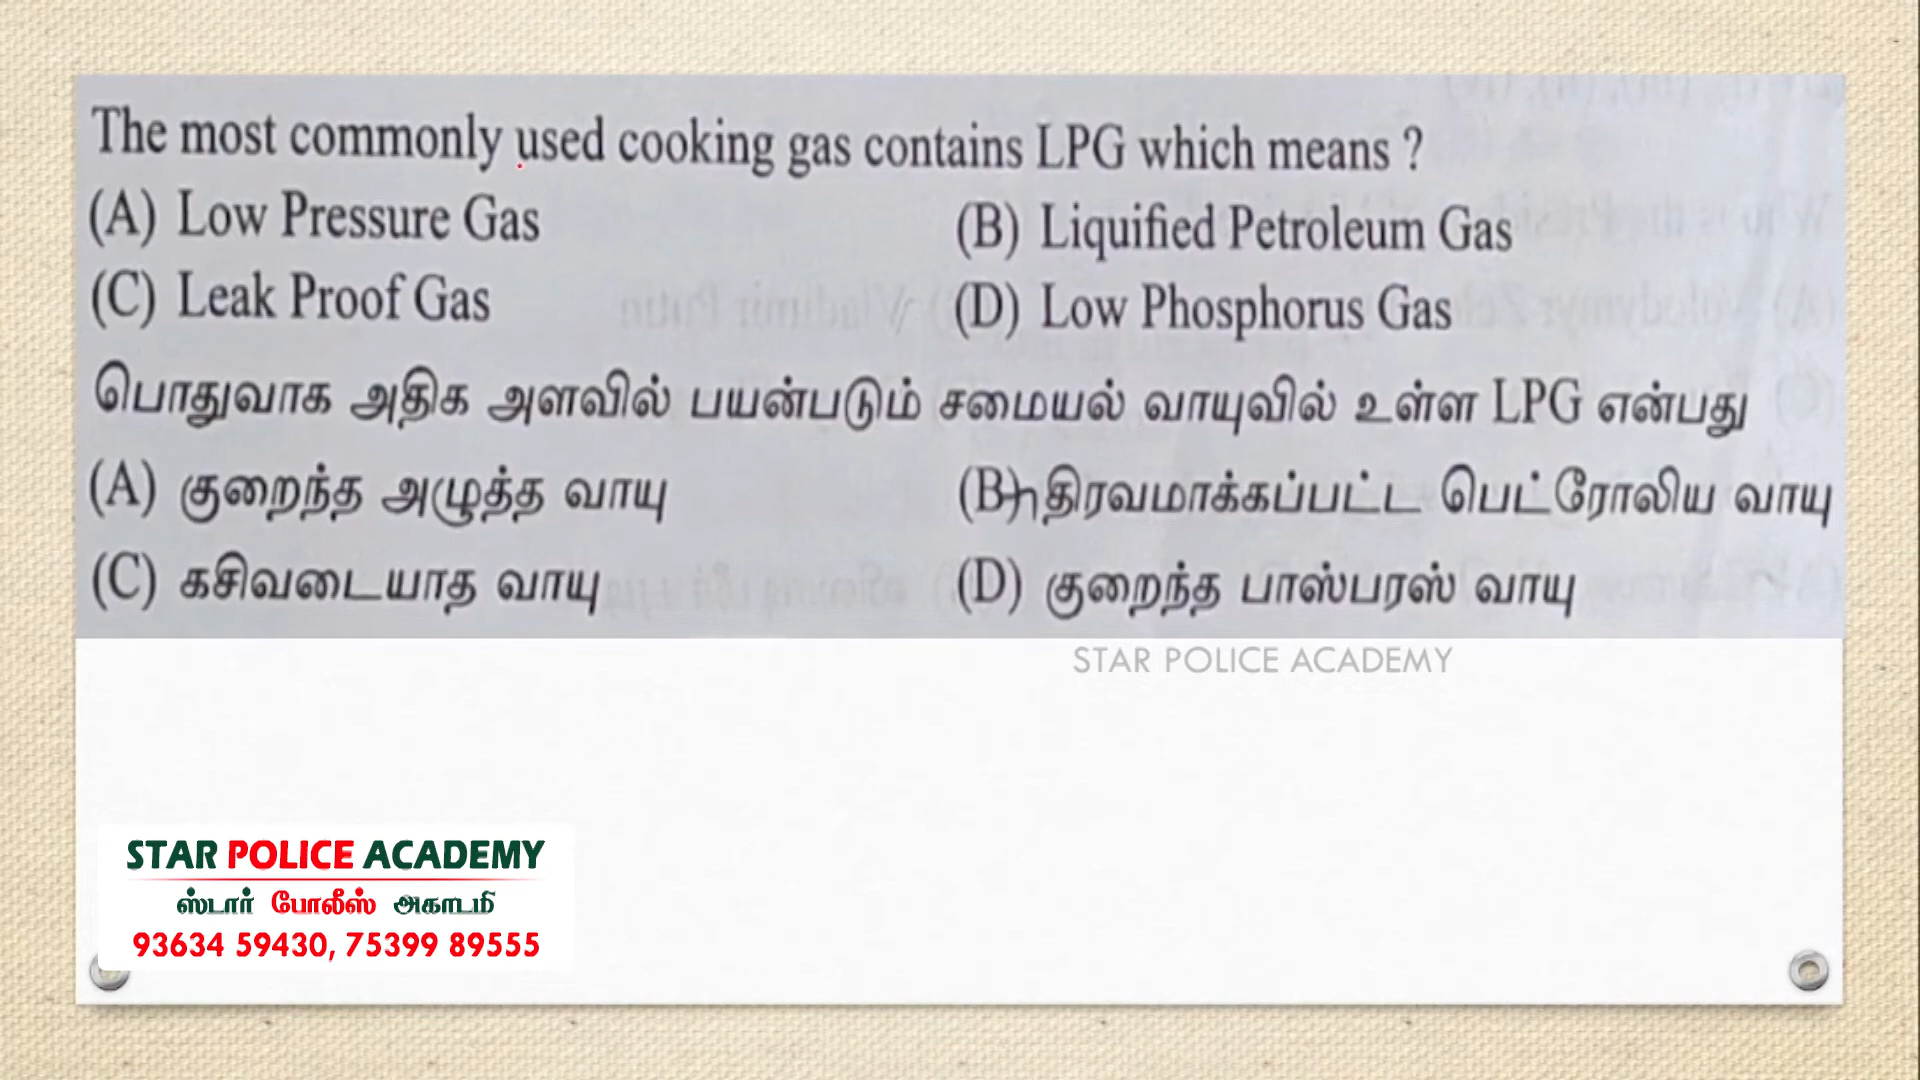 The most commonly used cooking gas contains LPG which means ?
(A) Low Pressure Gas (B) Liquified Petroleum Gas
(C) Leak Proof Gas (D) Low Phosphorus Gas
பொதுவாக அதிக அளவில் பயன்படும் சமையல் வாயுவில் உள்ள LPG என்பது
(A) குறைந்த அழுத்த வாயு (B) திரவமாக்கப்பட்ட பெட்ரோலிய வாயு
(C) கசிவடையாத வாயு (D) குறைந்த பாஸ்பரஸ் வாயு
STAR POLICE ACADEMY
STAR POLICE ACADEMY
ஸ்டார் போலீஸ் அகாடமி
93634 59430, 75399 89555